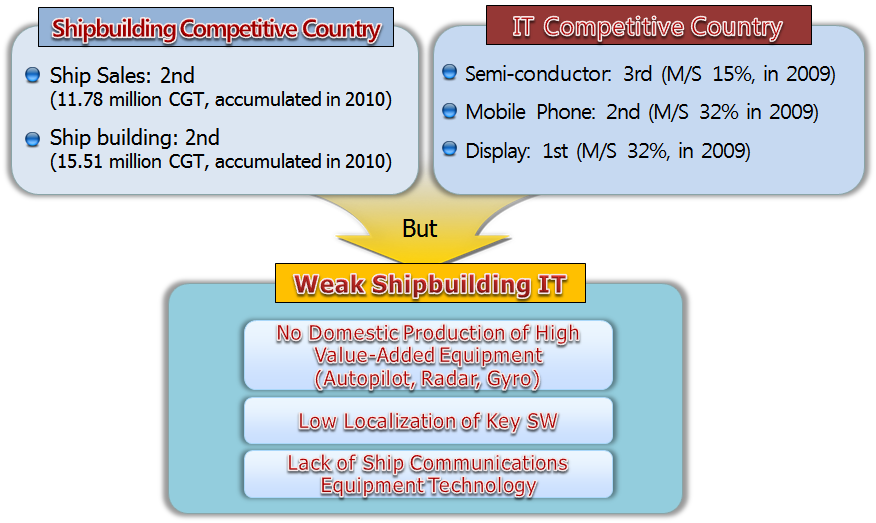 Shipbuilding Competitive Country
Ship Sales: 2nd
(11.78 million CGT, accumulated in 2010)
Ship building: 2nd
(15.51 million CGT, accumulated in 2010)
IT Competitive Country
Semi-conductor: 3rd (M/S 15%, in 2009)
Mobile Phone: 2nd (M/S 32% in 2009)
Display: 1st (M/S 32%, in 2009)
But
Weak Shipbuilding IT
No Domestic Production of High
Value-Added Equipment
(Autopilot, Radar, Gyro)
Low Localization of Key SW
Lack of Ship Communications
Equipment Technology